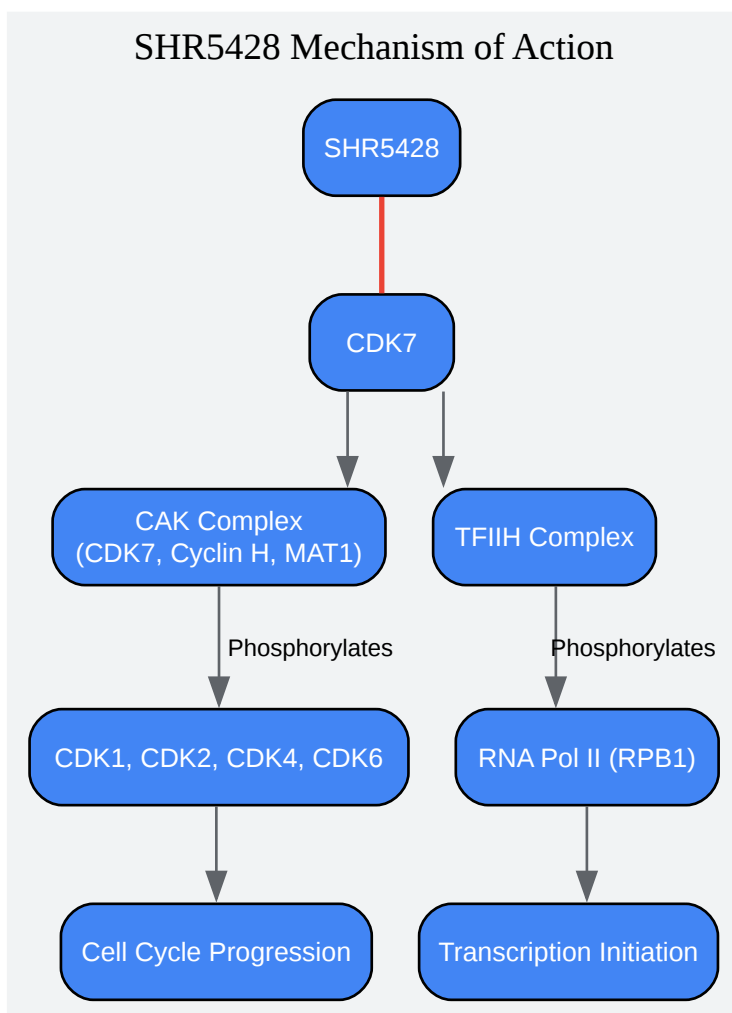 SHR5428 Mechanism of Action
SHR5428
CDK7
CAK Complex
(CDK7, Cyclin H, MAT1)
TFIIH Complex
Phosphorylates
Phosphorylates
CDK1, CDK2, CDK4, CDK6
RNA Pol II (RPB1)
Cell Cycle Progression
Transcription Initiation